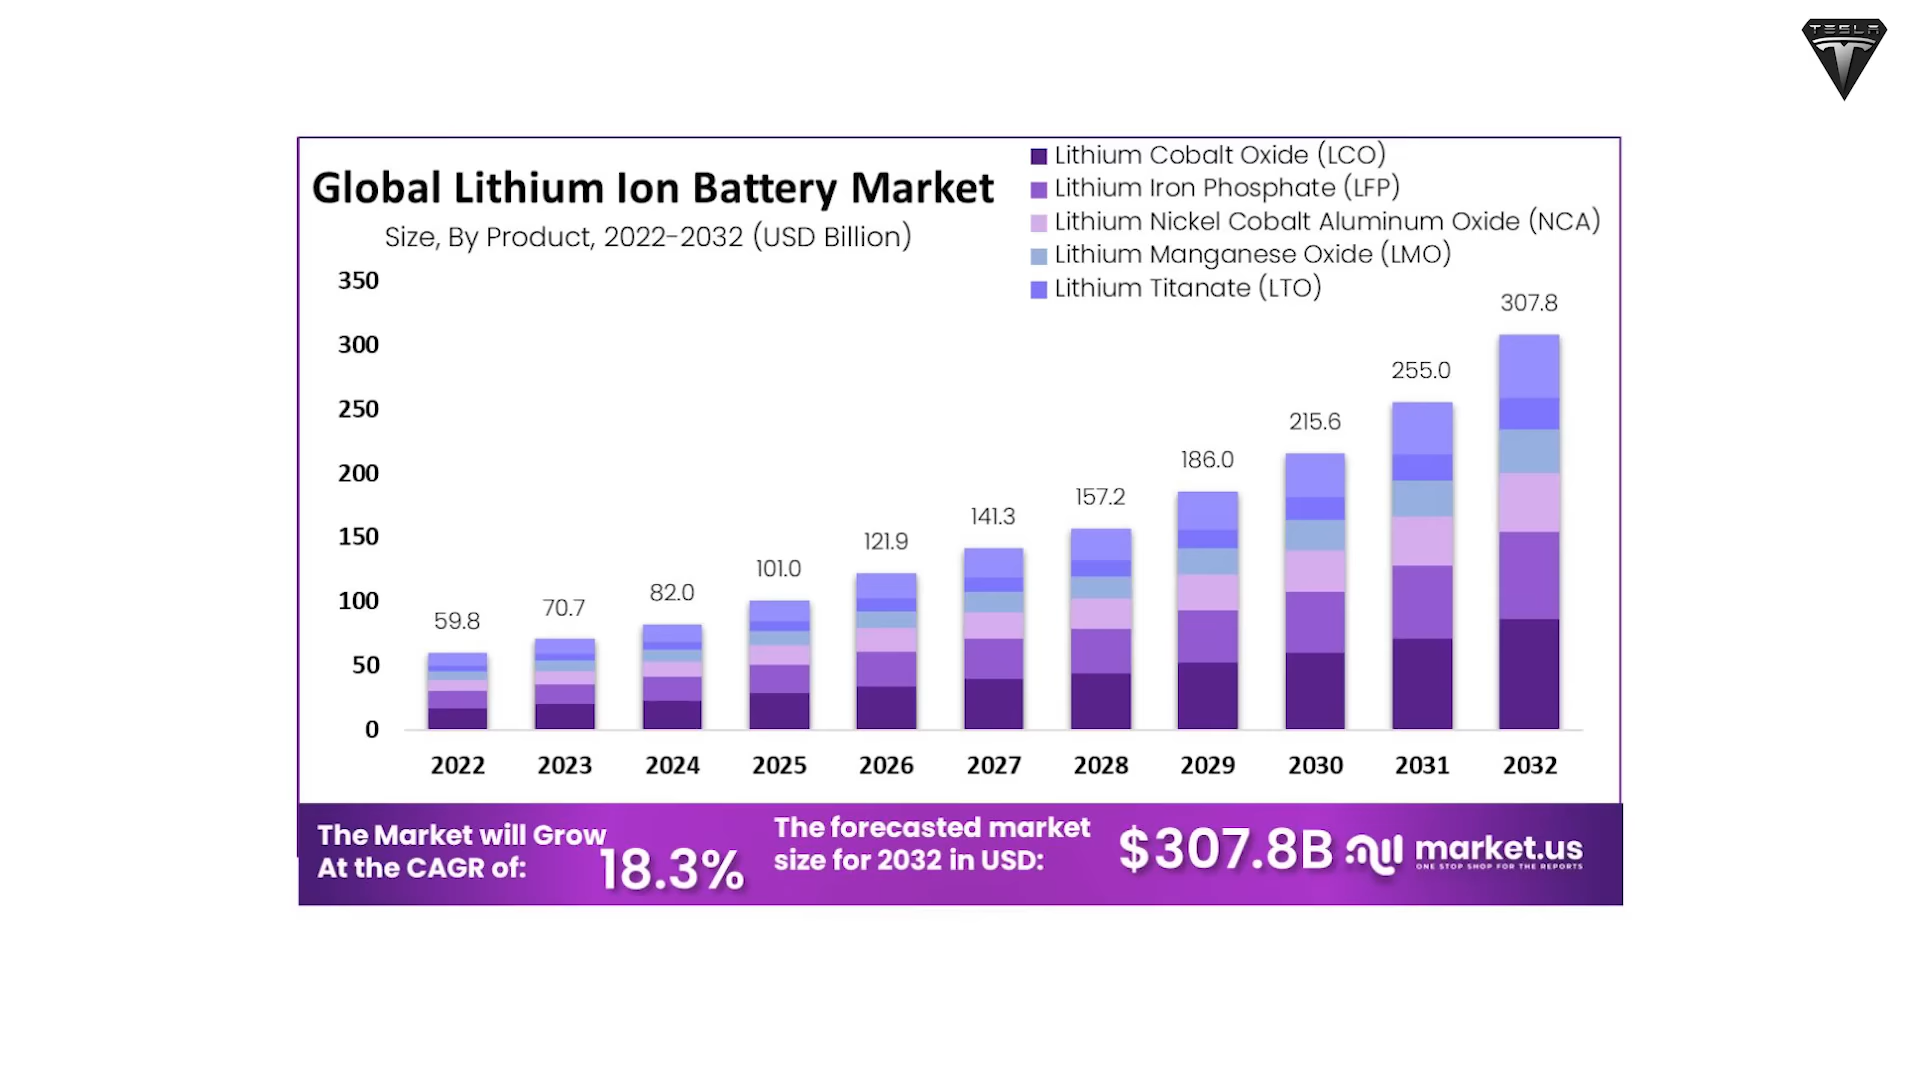 TESLA
Global Lithium Ion Battery Market
Size, By Product, 2022-2032 (USD Billion)
Lithium Cobalt Oxide (LCO)
Lithium Iron Phosphate (LFP)
Lithium Nickel Cobalt Aluminum Oxide (NCA)
Lithium Manganese Oxide (LMO)
Lithium Titanate (LTO)
350
300
250
200
150
100
50
0
59.8
70.7
82.0
101.0
121.9
141.3
157.2
186.0
215.6
255.0
307.8
2022 2023 2024 2025 2026 2027 2028 2029 2030 2031 2032
The Market will Grow
At the CAGR of:
18.3%
The forecasted market
size for 2032 in USD:
$307.8B
market.us
ONE STOP SHOP FOR THE REPORTS